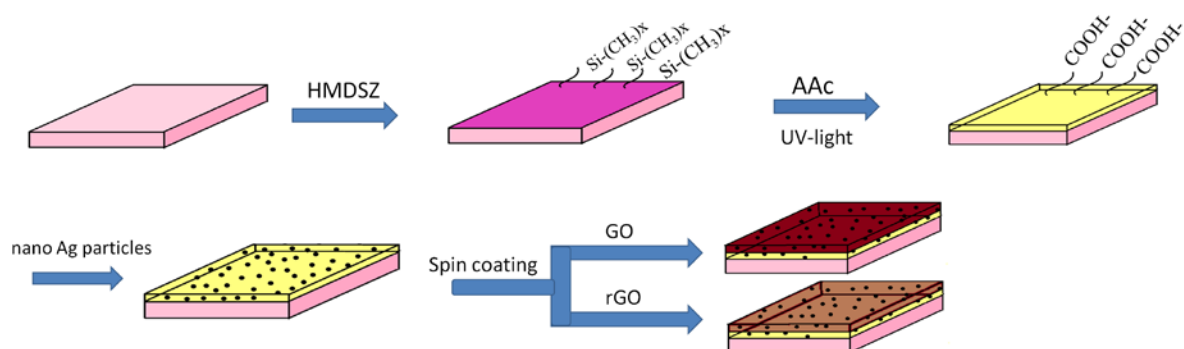 HMDSZ
Si-(CH₃)x
Si-(CH₃)x
Si-(CH₃)x
AAc
UV-light
COOH-
COOH-
COOH-
nano Ag particles
Spin coating
GO
rGO